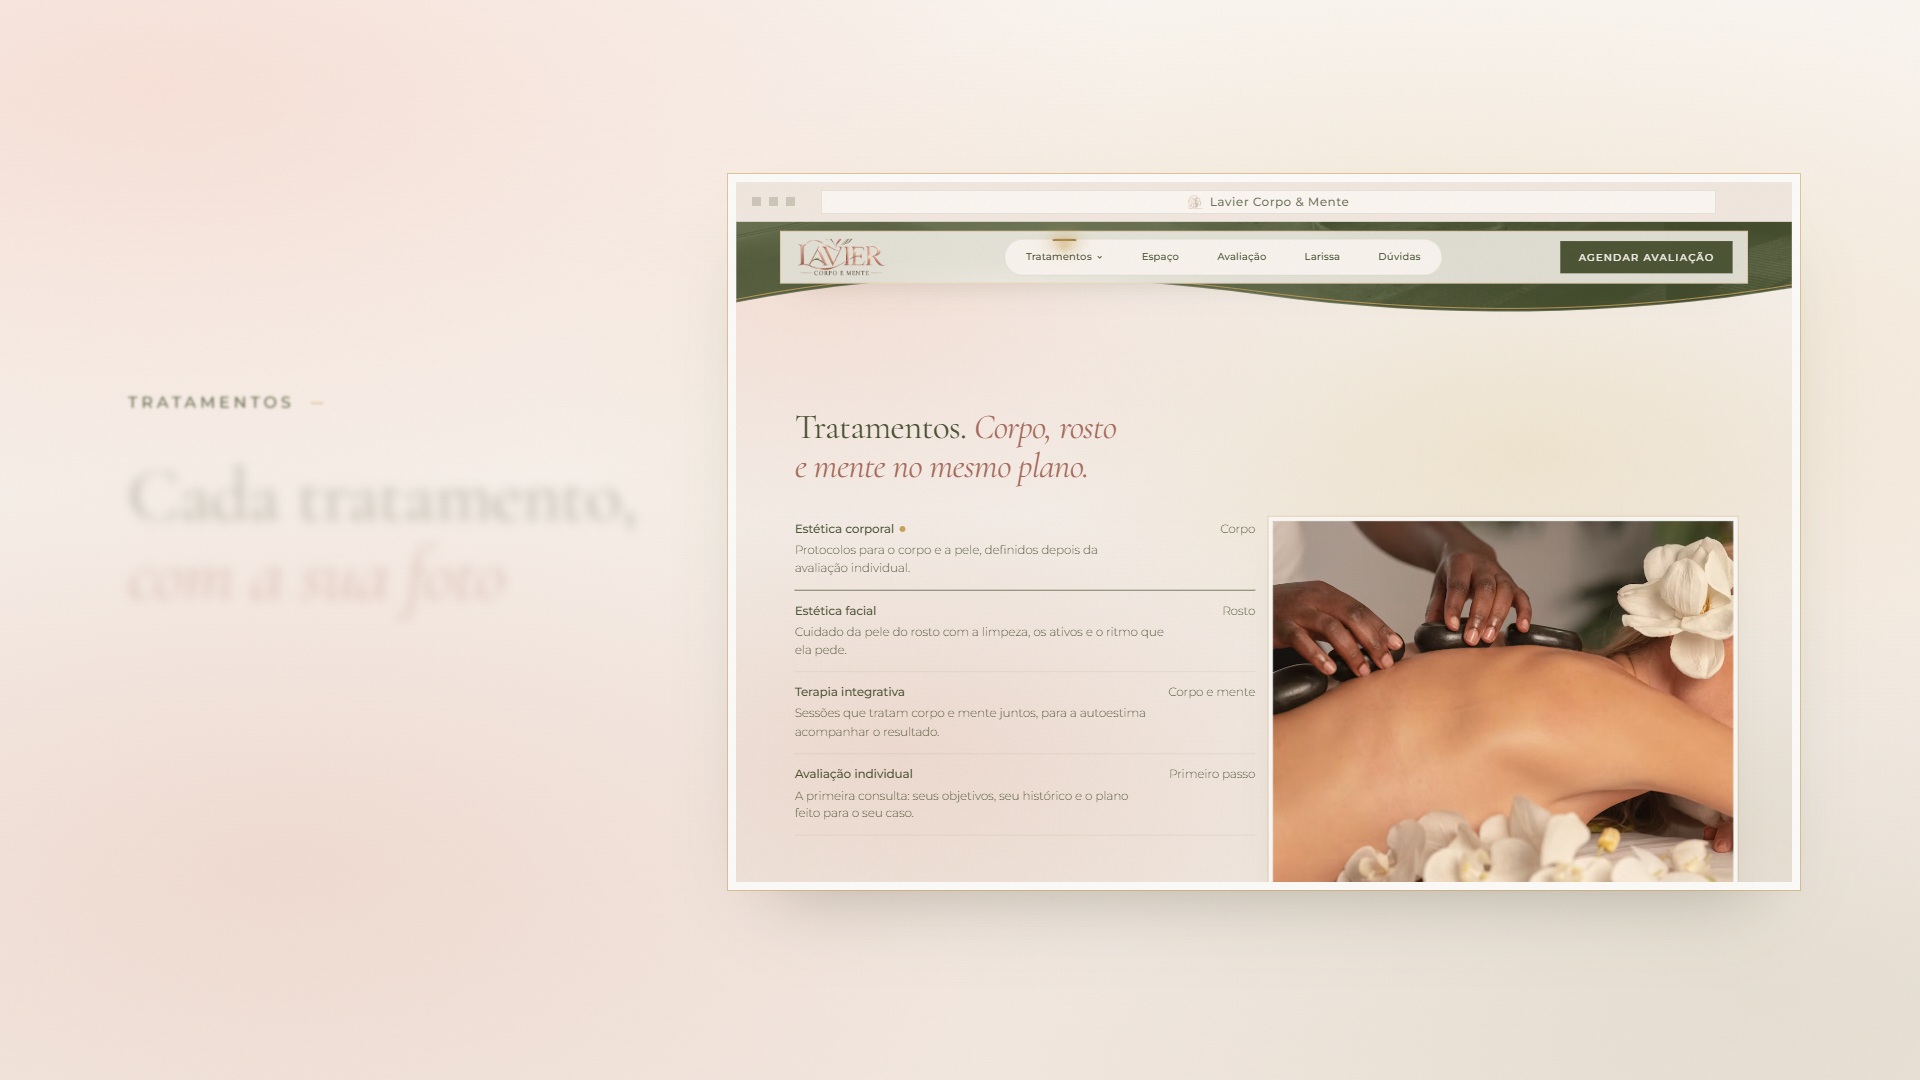 TRATAMENTOS
Cada tratamento,
com a sua foto
Lavier Corpo & Mente
LAVIER
CORPO E MENTE
Tratamentos
Espaço
Avaliação
Larissa
Dúvidas
AGENDAR AVALIAÇÃO
Tratamentos. Corpo, rosto
e mente no mesmo plano.
Estética corporal
Corpo
Protocolos para o corpo e a pele, definidos depois da
avaliação individual.
Estética facial
Rosto
Cuidado da pele do rosto com a limpeza, os ativos e o ritmo que
ela pede.
Terapia integrativa
Corpo e mente
Sessões que tratam corpo e mente juntos, para a autoestima
acompanhar o resultado.
Avaliação individual
Primeiro passo
A primeira consulta: seus objetivos, seu histórico e o plano
feito para o seu caso.